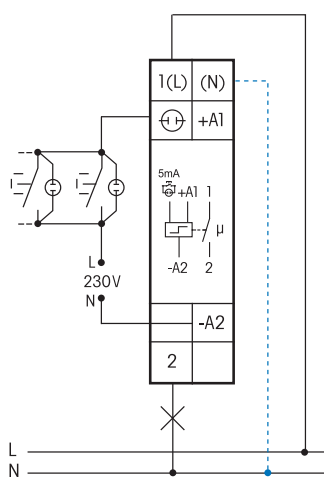 1(L) (N)
+A1
5mA
+A1 1
µ
-A2 2
L
230V
N
-A2
2
L
N